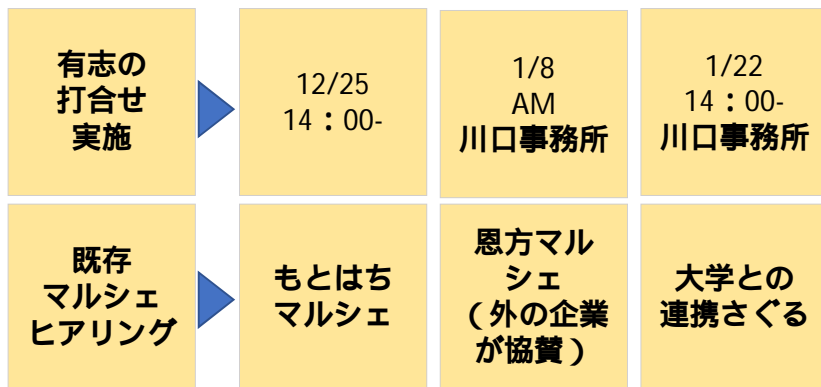 有志の
打合せ
実施
12/25
14：00-
1/8
AM
川口事務所
1/22
14：00-
川口事務所
既存
マルシェ
ヒアリング
もとはち
マルシェ
恩方マル
シェ
（外の企業
が協賛）
大学との
連携さぐる